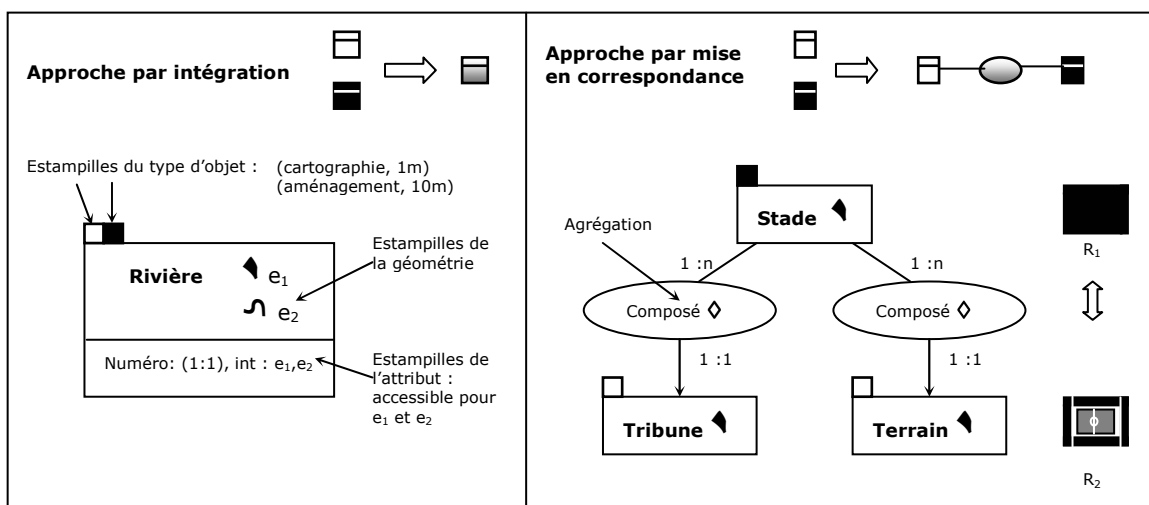 Approche par intégration
Estampilles du type d'objet :
(cartographie, 1m)
(aménagement, 10m)
Rivière
e1
e2
Estampilles de
la géométrie
Numéro: (1:1), int : e1,e2
Estampilles de
l'attribut :
accessible pour
e1 et e2
Approche par mise
en correspondance
Agrégation
Stade
1 :n
1 :n
Composé
Composé
1 :1
1 :1
Tribune
Terrain
R1
R2